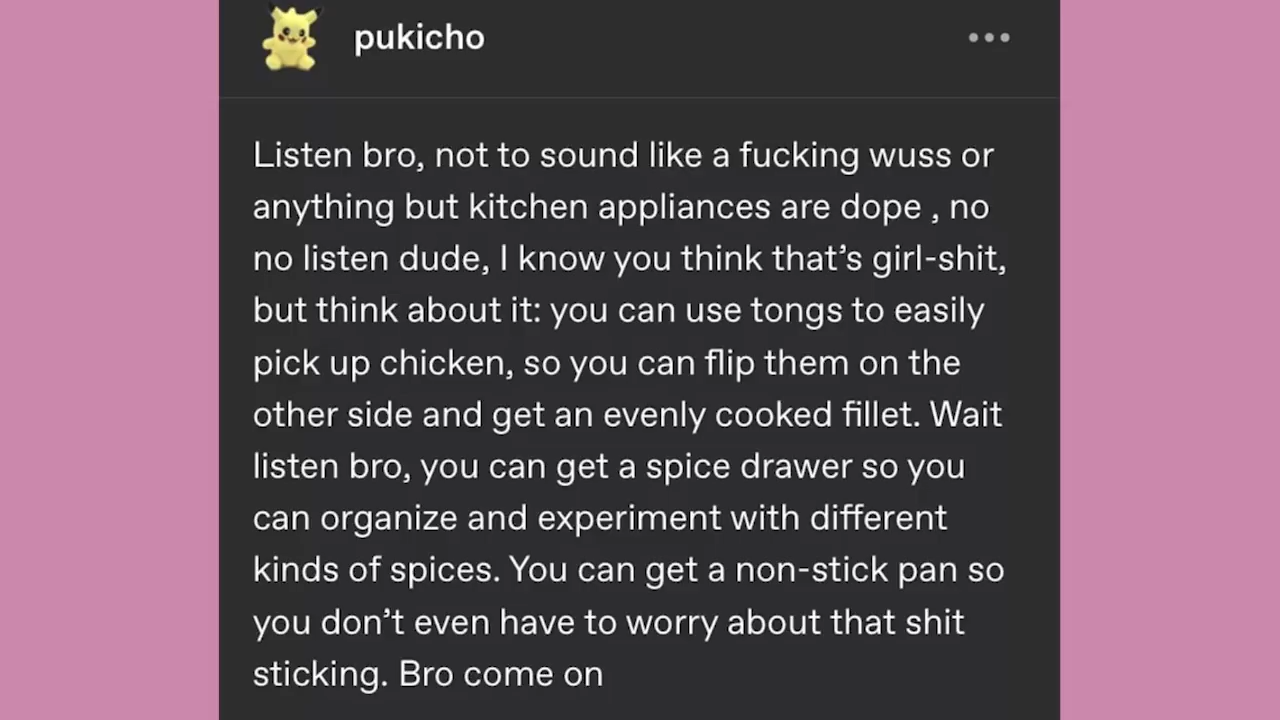 pukicho
Listen bro, not to sound like a fucking wuss or
anything but kitchen appliances are dope , no
no listen dude, I know you think that’s girl-shit,
but think about it: you can use tongs to easily
pick up chicken, so you can flip them on the
other side and get an evenly cooked fillet. Wait
listen bro, you can get a spice drawer so you
can organize and experiment with different
kinds of spices. You can get a non-stick pan so
you don’t even have to worry about that shit
sticking. Bro come on